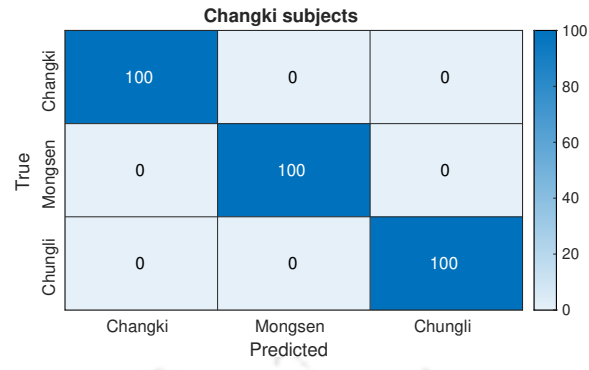 Changki subjects
100 0 0
0 100 0
0 0 100
Changki
Mongsen
Chungli
True
Changki Mongsen Chungli
Predicted
100
80
60
40
20
0